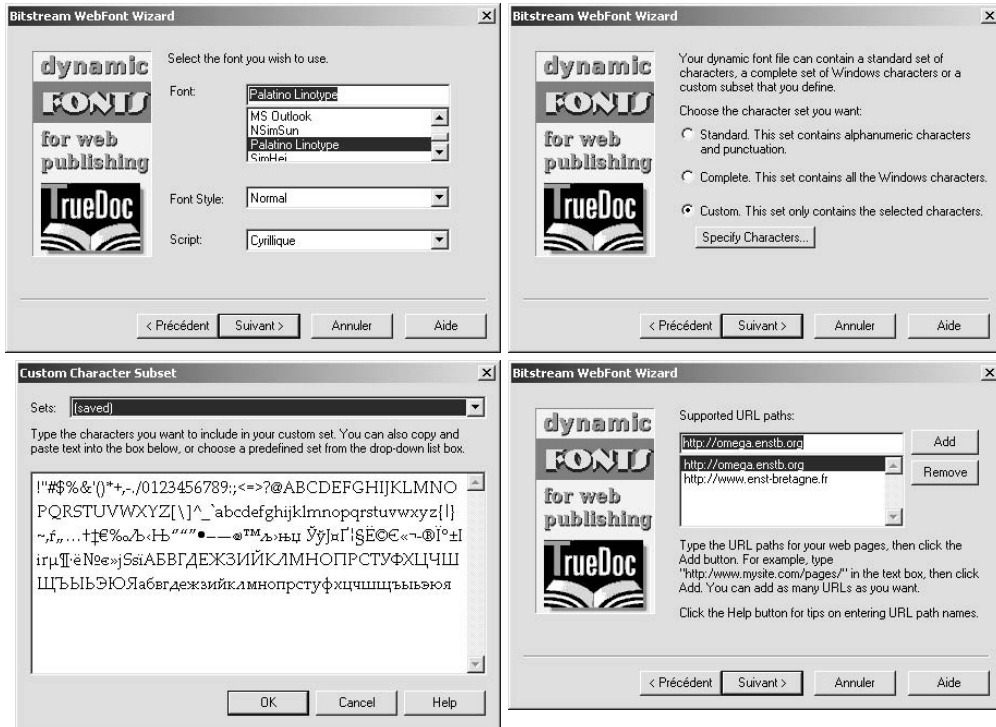 Bitstream WebFont Wizard
dynamic
FONTS
for web
publishing
TrueDoc
Select the font you wish to use.
Font:
Palatino Linotype
MS Outlook
NSimSun
Palatino Linotype
SimHei
Font Style:
Normal
Script:
Cyrillique
< Précédent
Suivant >
Annuler
Aide
Bitstream WebFont Wizard
dynamic
FONTS
for web
publishing
TrueDoc
Your dynamic font file can contain a standard set of
characters, a complete set of Windows characters or a
custom subset that you define.
Choose the character set you want:
Standard. This set contains alphanumeric characters
and punctuation.
Complete. This set contains all the Windows characters.
Custom. This set only contains the selected characters.
Specify Characters...
< Précédent
Suivant >
Annuler
Aide
Custom Character Subset
Sets:
(saved)
Type the characters you want to include in your custom set. You can also copy and
paste text into the box below, or choose a predefined set from the drop-down list box.
!"#$%&'()*+,-./0123456789:;<=>?@ABCDEFGHIJKLMNO
PQRSTUVWXYZ[\]^_`abcdefghijklmnopqrstuvwxyz{|}
ЎўЈ¤Ґ¦§Ё©Є«¬-®Ї°±І
іґµ¶·ё№є»јЅѕїАБВГДЕЖЗИЙКЛМНОПРСТУФХЦЧШ
ЩЪЫЬЭЮЯабвгдежзийклмнопрстуфхцчшщъыьэюя
OK
Cancel
Help
Bitstream WebFont Wizard
dynamic
FONTS
for web
publishing
TrueDoc
Supported URL paths:
http://omega.enstb.org
Add
http://omega.enstb.org
http://www.enst-bretagne.fr
Remove
Type the URL paths for your web pages, then click the
Add button. For example, type
"http:/www.mysite.com/pages/" in the text box, then click
Add. You can add as many URLs as you want.
Click the Help button for tips on entering URL path names.
< Précédent
Suivant >
Annuler
Aide